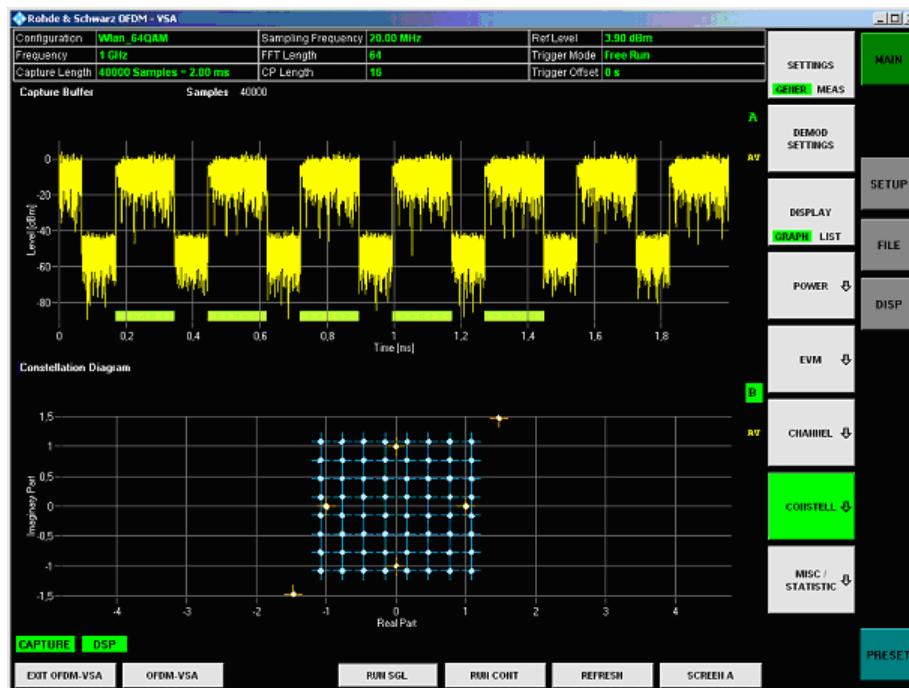 Rohde & Schwarz OFDM - VSA
Configuration Wlan_64QAM Sampling Frequency 20.00 MHz Ref Level 3.90 dBm
Frequency 1 GHz FFT Length 64 Trigger Mode Free Run
Capture Length 40000 Samples = 2.00 ms CP Length 16 Trigger Offset 0 s
Capture Buffer Samples 40000
A
AV
0
-20
-40
-60
-80
Level [dBm]
0 0,2 0,4 0,6 0,8 1 1,2 1,4 1,6 1,8
Time [ms]
Constellation Diagram
B
AV
1,5
1
0,5
0
-0,5
-1
-1,5
Imaginary Part
-4 -3 -2 -1 0 1 2 3 4
Real Part
CAPTURE DSP
EXIT OFDM-VSA OFDM-VSA RUN SGL RUN CONT REFRESH SCREEN A
SETTINGS
GENER MEAS
DEMOD
SETTINGS
DISPLAY
GRAPH LIST
POWER
EVM
CHANNEL
CONSTELL
MISC /
STATISTIC
MAIN
SETUP
FILE
DISP
PRESET